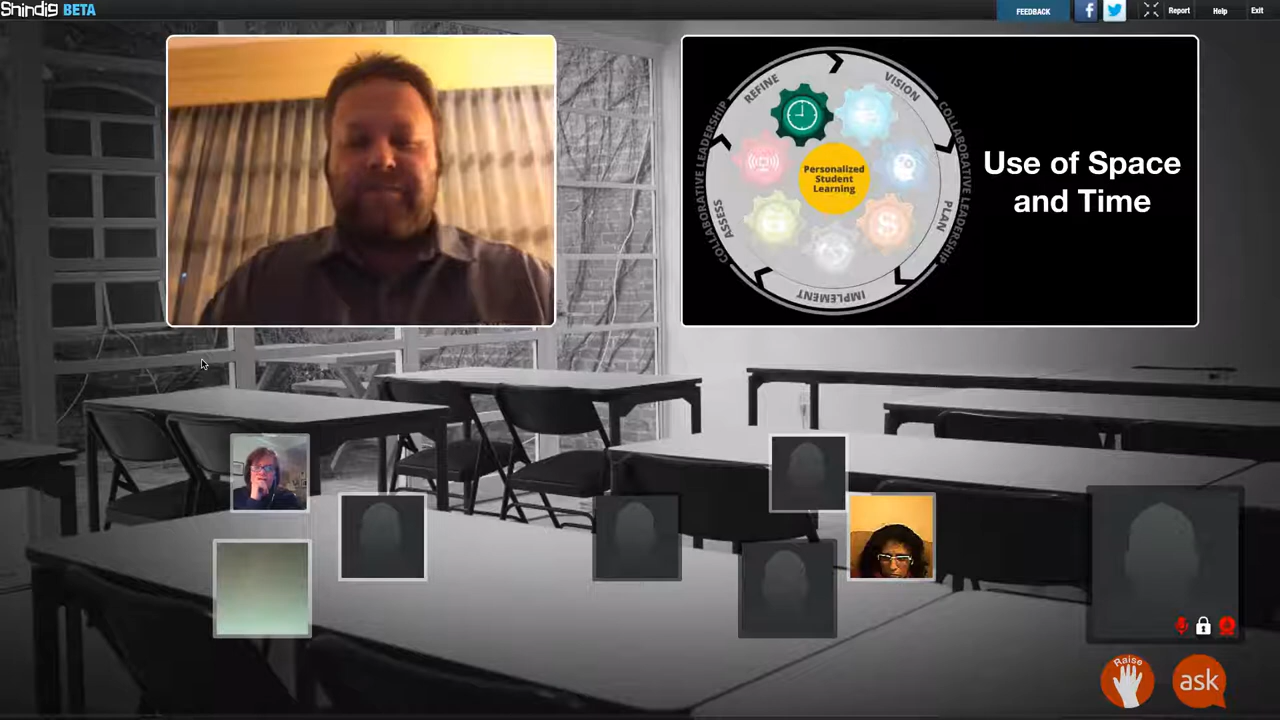 Shindig BETA
FEEDBACK
Report
Help
Exit
REFINE
VISION
COLLABORATIVE LEADERSHIP
COLLABORATIVE LEADERSHIP
Personalized
Student
Learning
ASSESS
PLAN
IMPLEMENT
Use of Space
and Time
Raise
ask